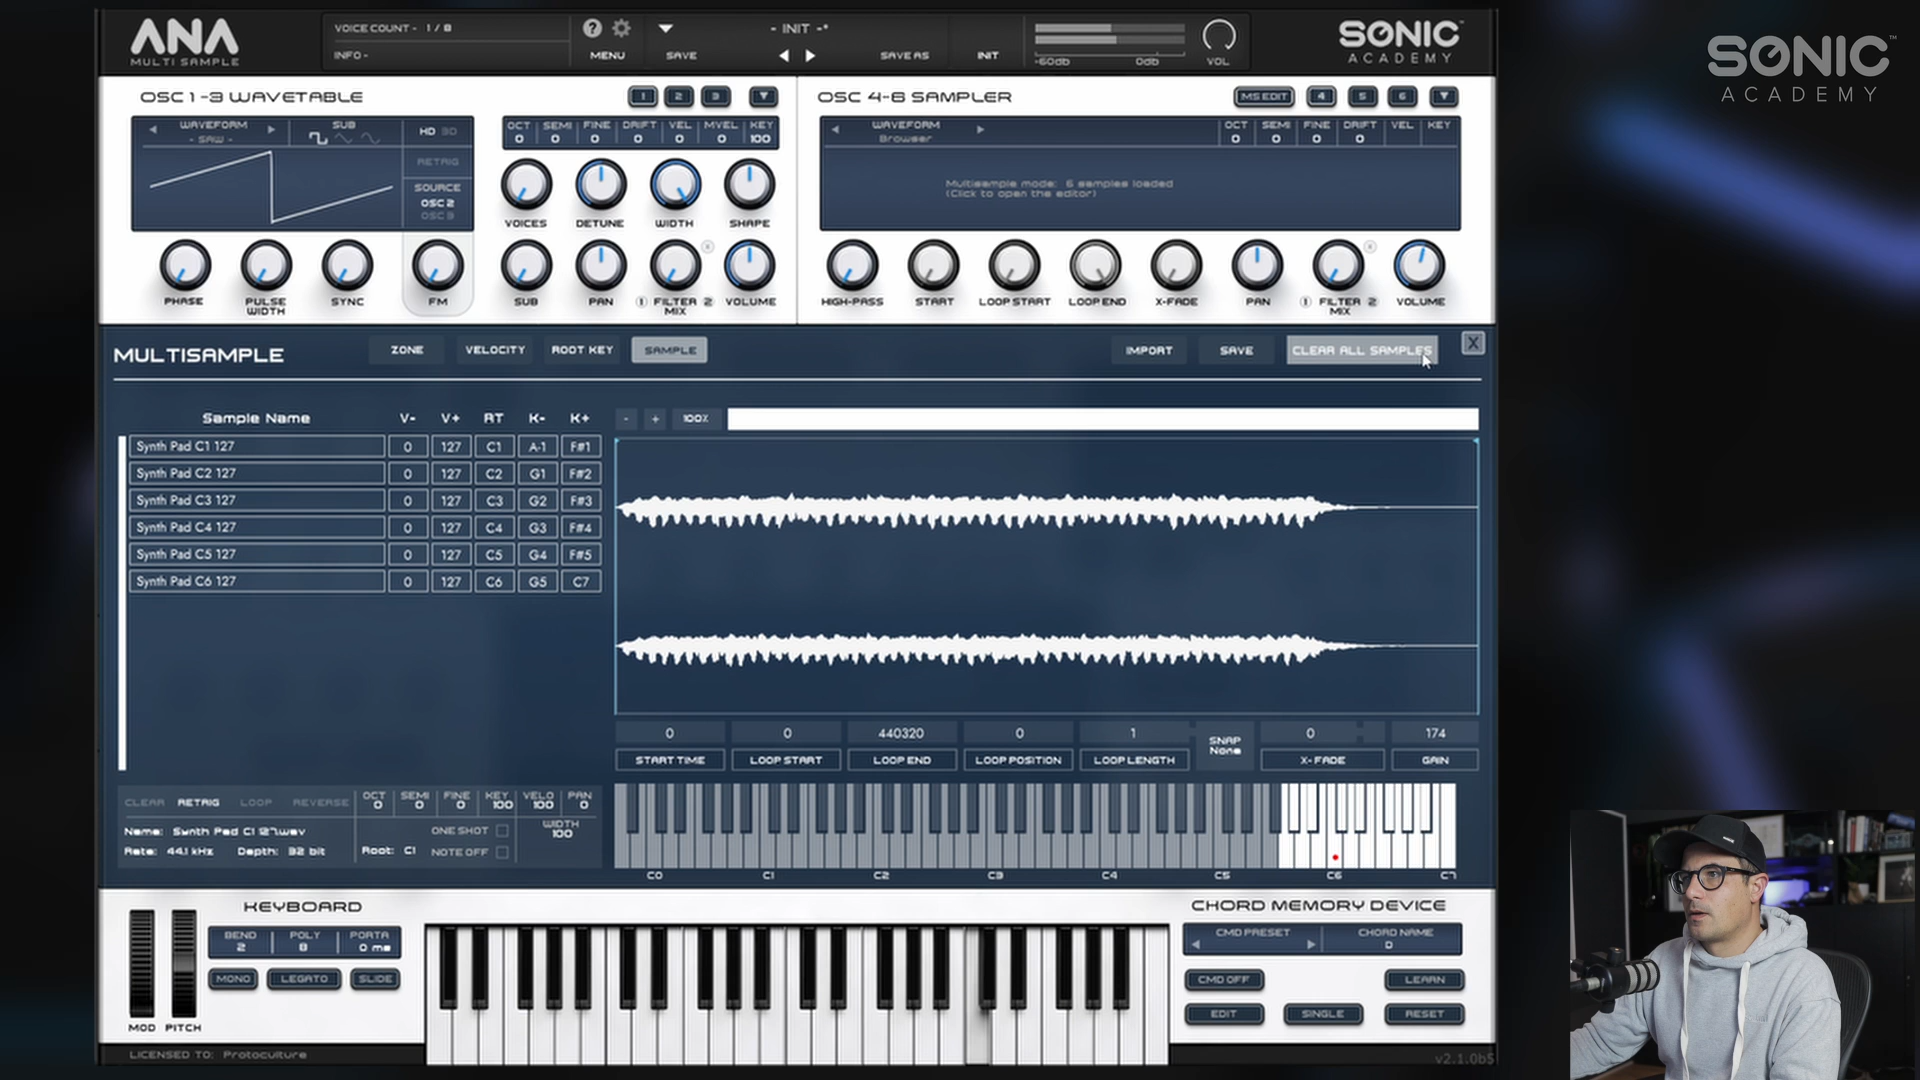 ANA
MULTI SAMPLE
VOICE COUNT - 1 / 8
INFO -
MENU
SAVE
- INIT -*
SAVE AS
INIT
-60db
0db
VOL
SONIC
ACADEMY
SONIC™
ACADEMY
OSC 1-3 WAVETABLE
1
2
3
OSC 4-6 SAMPLER
MS EDIT
4
5
6
WAVEFORM
- SAW -
SUB
HD 3D
RETRIG
SOURCE
OSC 2
OSC 3
OCT SEMI FINE DRIFT VEL MVEL KEY
0 0 0 0 0 0 100
VOICES
DETUNE
WIDTH
SHAPE
PHASE
PULSE
WIDTH
SYNC
FM
SUB
PAN
1 FILTER 2
MIX
VOLUME
WAVEFORM
Browser
OCT SEMI FINE DRIFT VEL KEY
0 0 0 0
Multisample mode: 6 samples loaded
(Click to open the editor)
HIGH-PASS
START
LOOP START
LOOP END
X-FADE
PAN
1 FILTER 2
MIX
VOLUME
MULTISAMPLE
ZONE
VELOCITY
ROOT KEY
SAMPLE
IMPORT
SAVE
CLEAR ALL SAMPLES
X
Sample Name V- V+ RT K- K+
Synth Pad C1 127 0 127 C1 A-1 F#1
Synth Pad C2 127 0 127 C2 G1 F#2
Synth Pad C3 127 0 127 C3 G2 F#3
Synth Pad C4 127 0 127 C4 G3 F#4
Synth Pad C5 127 0 127 C5 G4 F#5
Synth Pad C6 127 0 127 C6 G5 C7
- + 100%
0 0 440320 0 1 SNAP 0 174
None
START TIME LOOP START LOOP END LOOP POSITION LOOP LENGTH X-FADE GAIN
CLEAR RETRIG LOOP REVERSE
OCT SEMI FINE KEY VELO PAN
0 0 0 100 100 0
Name: Synth Pad C1 127.wav
ONE SHOT
WIDTH
100
Rate: 44.1 kHz Depth: 32 bit
Root: C1 NOTE OFF
C0 C1 C2 C3 C4 C5 C6 C7
KEYBOARD
BEND POLY PORTA
2 8 0 ms
MONO LEGATO SLIDE
MOD PITCH
CHORD MEMORY DEVICE
CMD PRESET
CHORD NAME
D
CMD OFF
LEARN
EDIT
SINGLE
RESET
LICENSED TO: Protoculture
v2.1.0b5